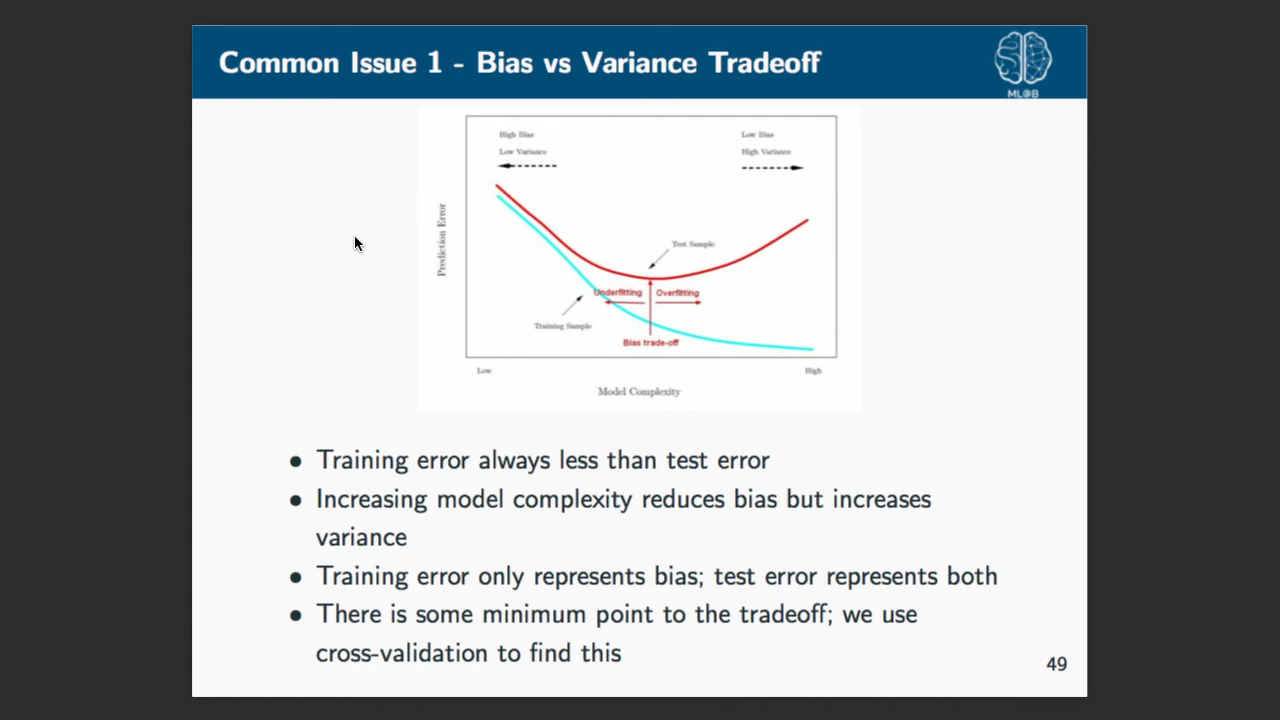 Common Issue 1 - Bias vs Variance Tradeoff
ML@B
High Bias
Low Variance
Low Bias
High Variance
Prediction Error
Test Sample
Underfitting
Overfitting
Training Sample
Bias trade-off
Low
High
Model Complexity
• Training error always less than test error
• Increasing model complexity reduces bias but increases
variance
• Training error only represents bias; test error represents both
• There is some minimum point to the tradeoff; we use
cross-validation to find this
49